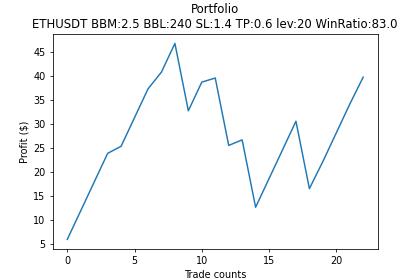 Portfolio
ETHUSDT BBM:2.5 BBL:240 SL:1.4 TP:0.6 lev:20 WinRatio:83.0
Profit ($)
45
40
35
30
25
20
15
10
5
0 5 10 15 20
Trade counts